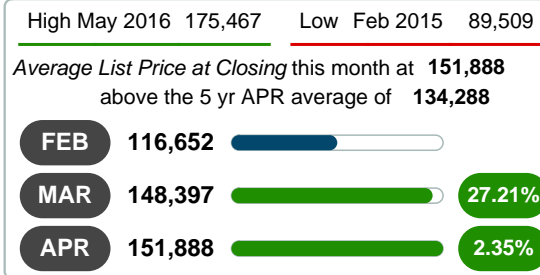 High May 2016 175,467 Low Feb 2015 89,509
Average List Price at Closing this month at 151,888
above the 5 yr APR average of 134,288
FEB 116,652
MAR 148,397 27.21%
APR 151,888 2.35%